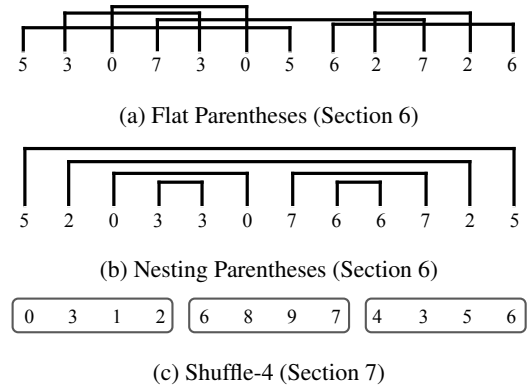 5 3 0 7 3 0 5 6 2 7 2 6
(a) Flat Parentheses (Section 6)
5 2 0 3 3 0 7 6 6 7 2 5
(b) Nesting Parentheses (Section 6)
0 3 1 2 6 8 9 7 4 3 5 6
(c) Shuffle-4 (Section 7)